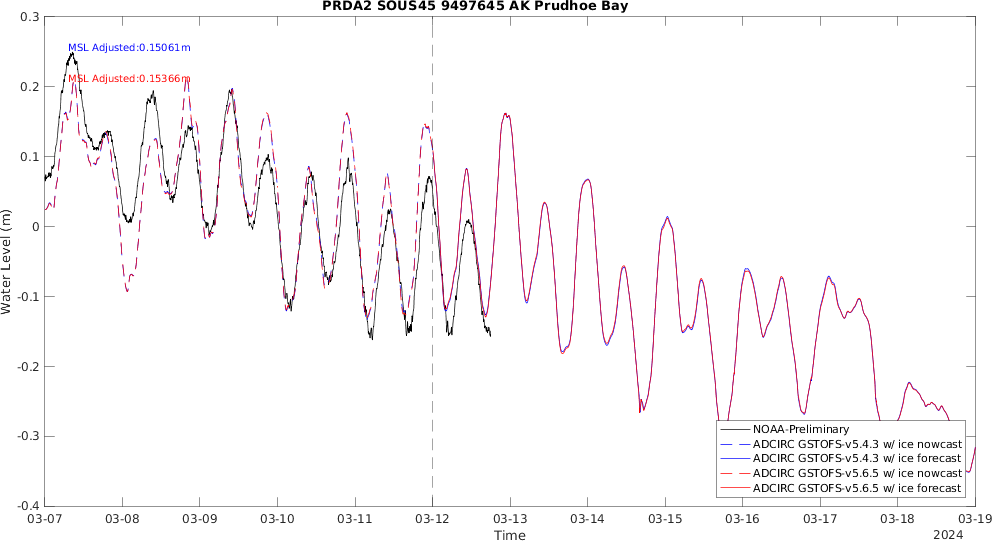 PRDA2 SOUS45 9497645 AK Prudhoe Bay
0.3
MSL Adjusted:0.15061m
MSL Adjusted:0.15366m
0.2
0.1
0
-0.1
-0.2
-0.3
-0.4
Water Level (m)
NOAA-Preliminary
ADCIRC GSTOFS-v5.4.3 w/ ice nowcast
ADCIRC GSTOFS-v5.4.3 w/ ice forecast
ADCIRC GSTOFS-v5.6.5 w/ ice nowcast
ADCIRC GSTOFS-v5.6.5 w/ ice forecast
03-07 03-08 03-09 03-10 03-11 03-12 03-13 03-14 03-15 03-16 03-17 03-18 03-19
Time
2024